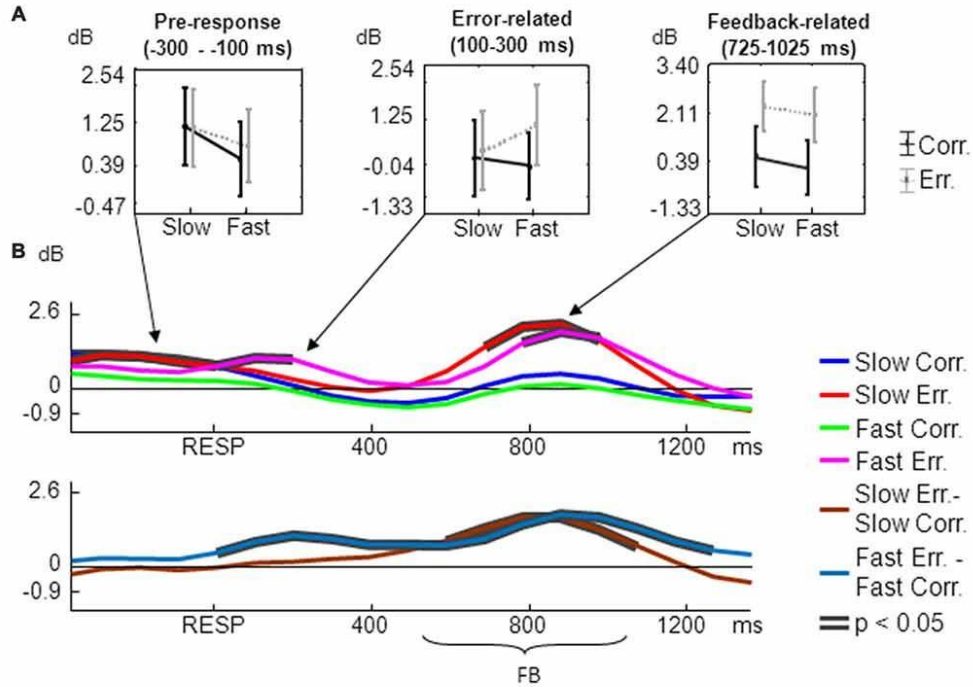 A
Pre-response
(-300 - -100 ms)
dB
2.54
1.25
0.39
-0.47
Slow Fast
Error-related
(100-300 ms)
dB
2.54
1.25
-0.04
-1.33
Slow Fast
Feedback-related
(725-1025 ms)
dB
3.40
2.11
0.39
-1.33
Slow Fast
Corr.
Err.
B
dB
2.6
0
-0.9
RESP 400 800 1200 ms
2.6
0
-0.9
RESP 400 800 1200 ms
FB
Slow Corr.
Slow Err.
Fast Corr.
Fast Err.
Slow Err.-
Slow Corr.
Fast Err. -
Fast Corr.
p < 0.05